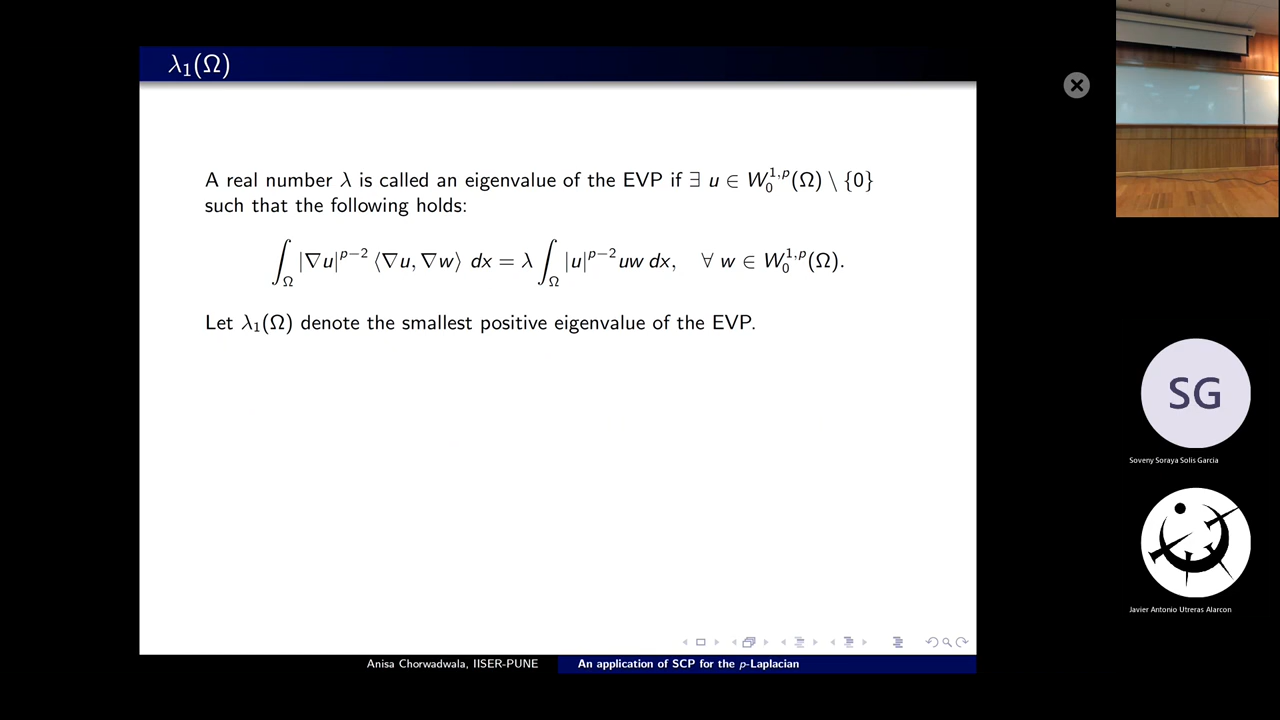 λ₁(Ω)
A real number λ is called an eigenvalue of the EVP if ∃ u ∈ W₀^{1,p}(Ω) \ {0}
such that the following holds:
∫_Ω |∇u|^{p−2} ⟨∇u, ∇w⟩ dx = λ ∫_Ω |u|^{p−2} uw dx, ∀ w ∈ W₀^{1,p}(Ω).
Let λ₁(Ω) denote the smallest positive eigenvalue of the EVP.
SG
Soveny Soraya Solis Garcia
Javier Antonio Utreras Alarcon
Anisa Chorwadwala, IISER-PUNE
An application of SCP for the p-Laplacian